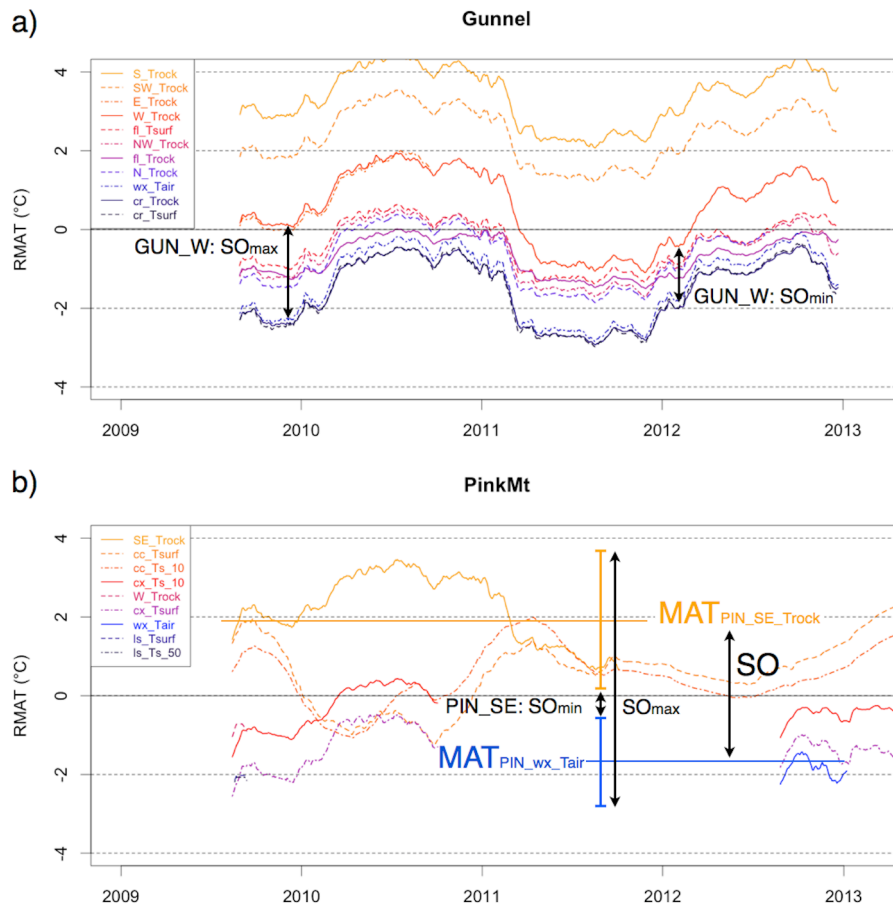 a)
Gunnel
RMAT (°C)
4
2
0
-2
-4
S_Trock
SW_Trock
E_Trock
W_Trock
fl_Tsurf
NW_Trock
fl_Trock
N_Trock
wx_Tair
cr_Trock
cr_Tsurf
GUN_W: SOmax
GUN_W: SOmin
2009 2010 2011 2012 2013
b)
PinkMt
RMAT (°C)
4
2
0
-2
-4
SE_Trock
cc_Tsurf
cc_Ts_10
cx_Ts_10
W_Trock
cx_Tsurf
wx_Tair
ls_Tsurf
ls_Ts_50
MATPIN_SE_Trock
SO
PIN_SE: SOmin
SOmax
MATPIN_wx_Tair
2009 2010 2011 2012 2013